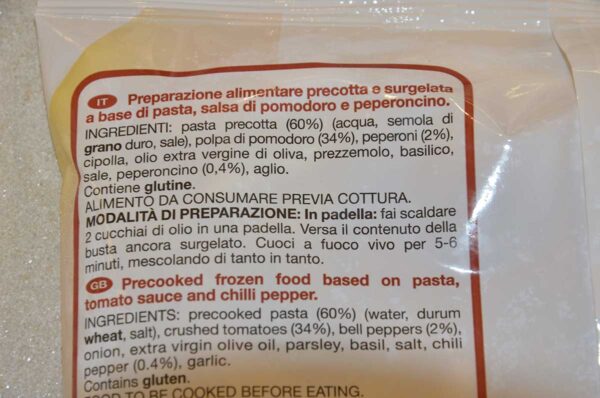 IT Preparazione alimentare precotta e surgelata
a base di pasta, salsa di pomodoro e peperoncino.
INGREDIENTI: pasta precotta (60%) (acqua, semola di
grano duro, sale), polpa di pomodoro (34%), peperoni (2%),
cipolla, olio extra vergine di oliva, prezzemolo, basilico,
sale, peperoncino (0,4%), aglio.
Contiene glutine.
ALIMENTO DA CONSUMARE PREVIA COTTURA.
MODALITÀ DI PREPARAZIONE: In padella: fai scaldare
2 cucchiai di olio in una padella. Versa il contenuto della
busta ancora surgelato. Cuoci a fuoco vivo per 5-6
minuti, mescolando di tanto in tanto.
GB Precooked frozen food based on pasta,
tomato sauce and chilli pepper.
INGREDIENTS: precooked pasta (60%) (water, durum
wheat, salt), crushed tomatoes (34%), bell peppers (2%),
onion, extra virgin olive oil, parsley, basil, salt, chili
pepper (0.4%), garlic.
Contains gluten.
FOOD TO BE COOKED BEFORE EATING.